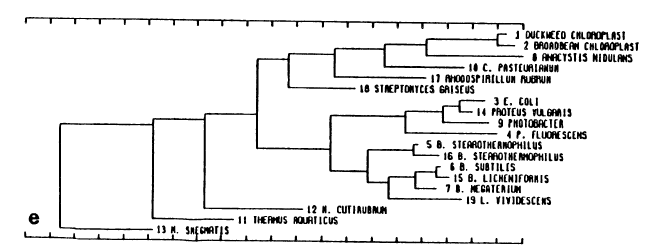 1 DUCKWEED CHLOROPLAST
2 BROADBEAN CHLOROPLAST
8 ANACYSTIS NIDULANS
10 C. PASTEURIANUM
17 RHODOSPIRILLUM RUBRUM
18 STREPTOMYCES GRISEUS
3 E. COLI
14 PROTEUS VULGARIS
9 PHOTOBACTER
4 P. FLUORESCENS
5 B. STEAROTHERMOPHILUS
16 B. STEAROTHERMOPHILUS
6 B. SUBTILES
15 B. LICHENIFORMIS
7 B. MEGATERIUM
19 L. VIVIDESCENS
12 H. CUTIRUBRUM
11 THERMUS AQUATICUS
e
13 M. SMEGMATIS